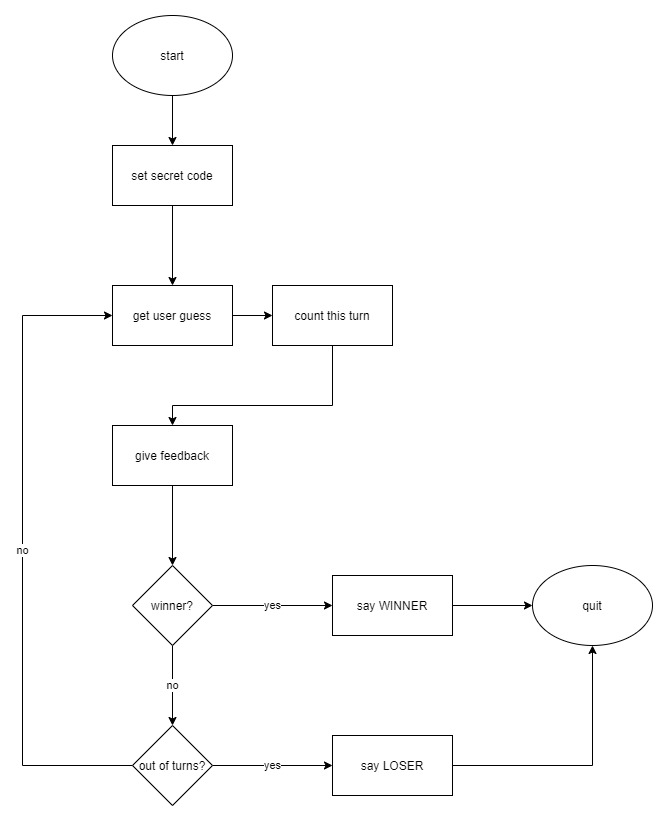 start
set secret code
get user guess
count this turn
give feedback
no
winner?
yes
say WINNER
quit
no
out of turns?
yes
say LOSER